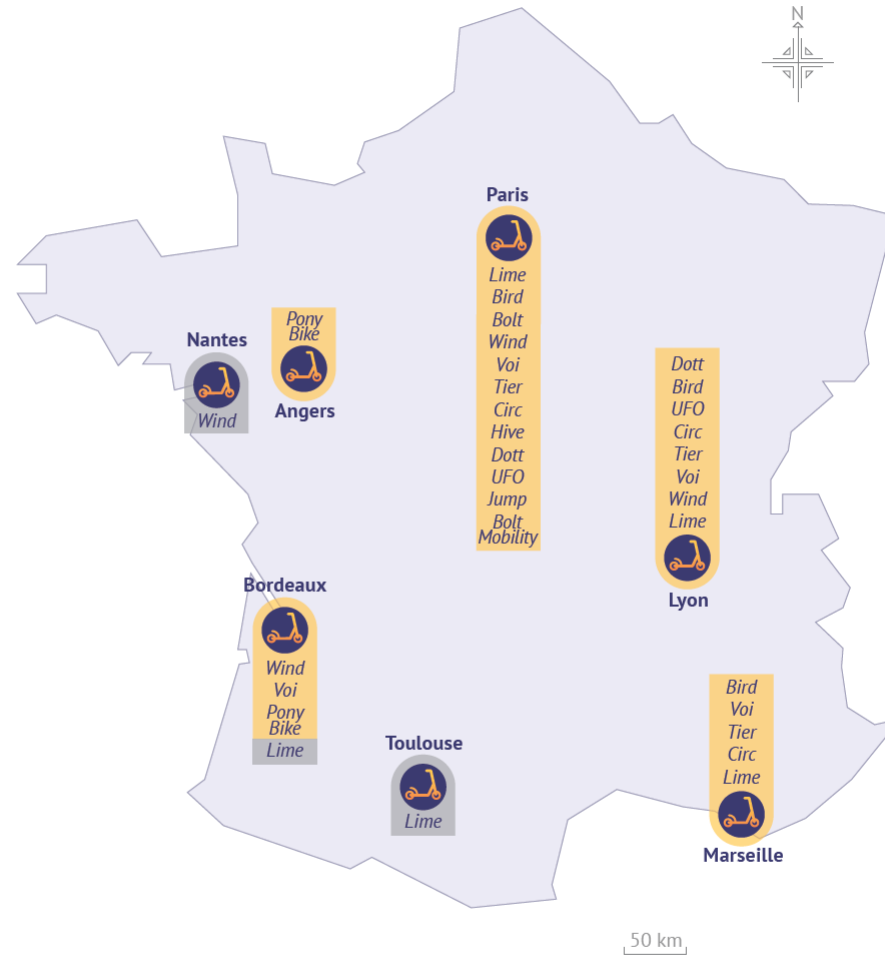 N
Paris
Lime
Bird
Bolt
Wind
Voi
Tier
Circ
Hive
Dott
UFO
Jump
Bolt
Mobility
Nantes
Wind
Pony
Bike
Angers
Dott
Bird
UFO
Circ
Tier
Voi
Wind
Lime
Lyon
Bordeaux
Wind
Voi
Pony
Bike
Lime
Toulouse
Lime
Bird
Voi
Tier
Circ
Lime
Marseille
50 km